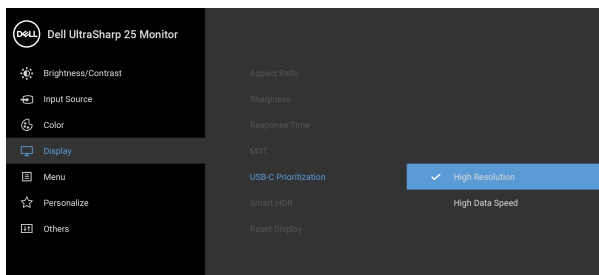 DELL
Dell UltraSharp 25 Monitor
Brightness/Contrast
Input Source
Color
Display
Menu
Personalize
Others
Aspect Ratio
Sharpness
Response Time
MST
USB-C Prioritization
Smart HDR
Reset Display
High Resolution
High Data Speed